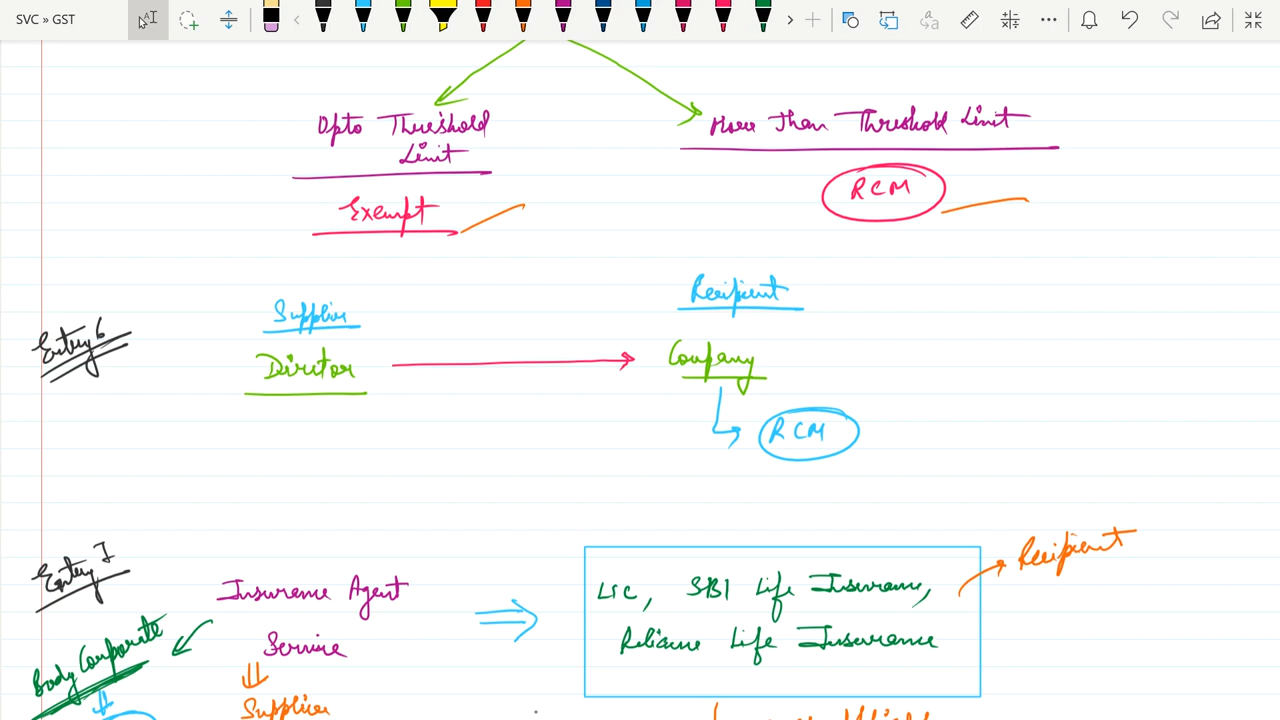 SVC » GST
Upto Threshold
Limit
More Than Threshold Limit
Exempt
RCM
Supplier
Recipient
Entry 6
Director
Company
RCM
Entry 7
Insurance Agent
Service
LIC, SBI Life Insurance,
Reliance Life Insurance
Recipient
Body Corporate
Supplier